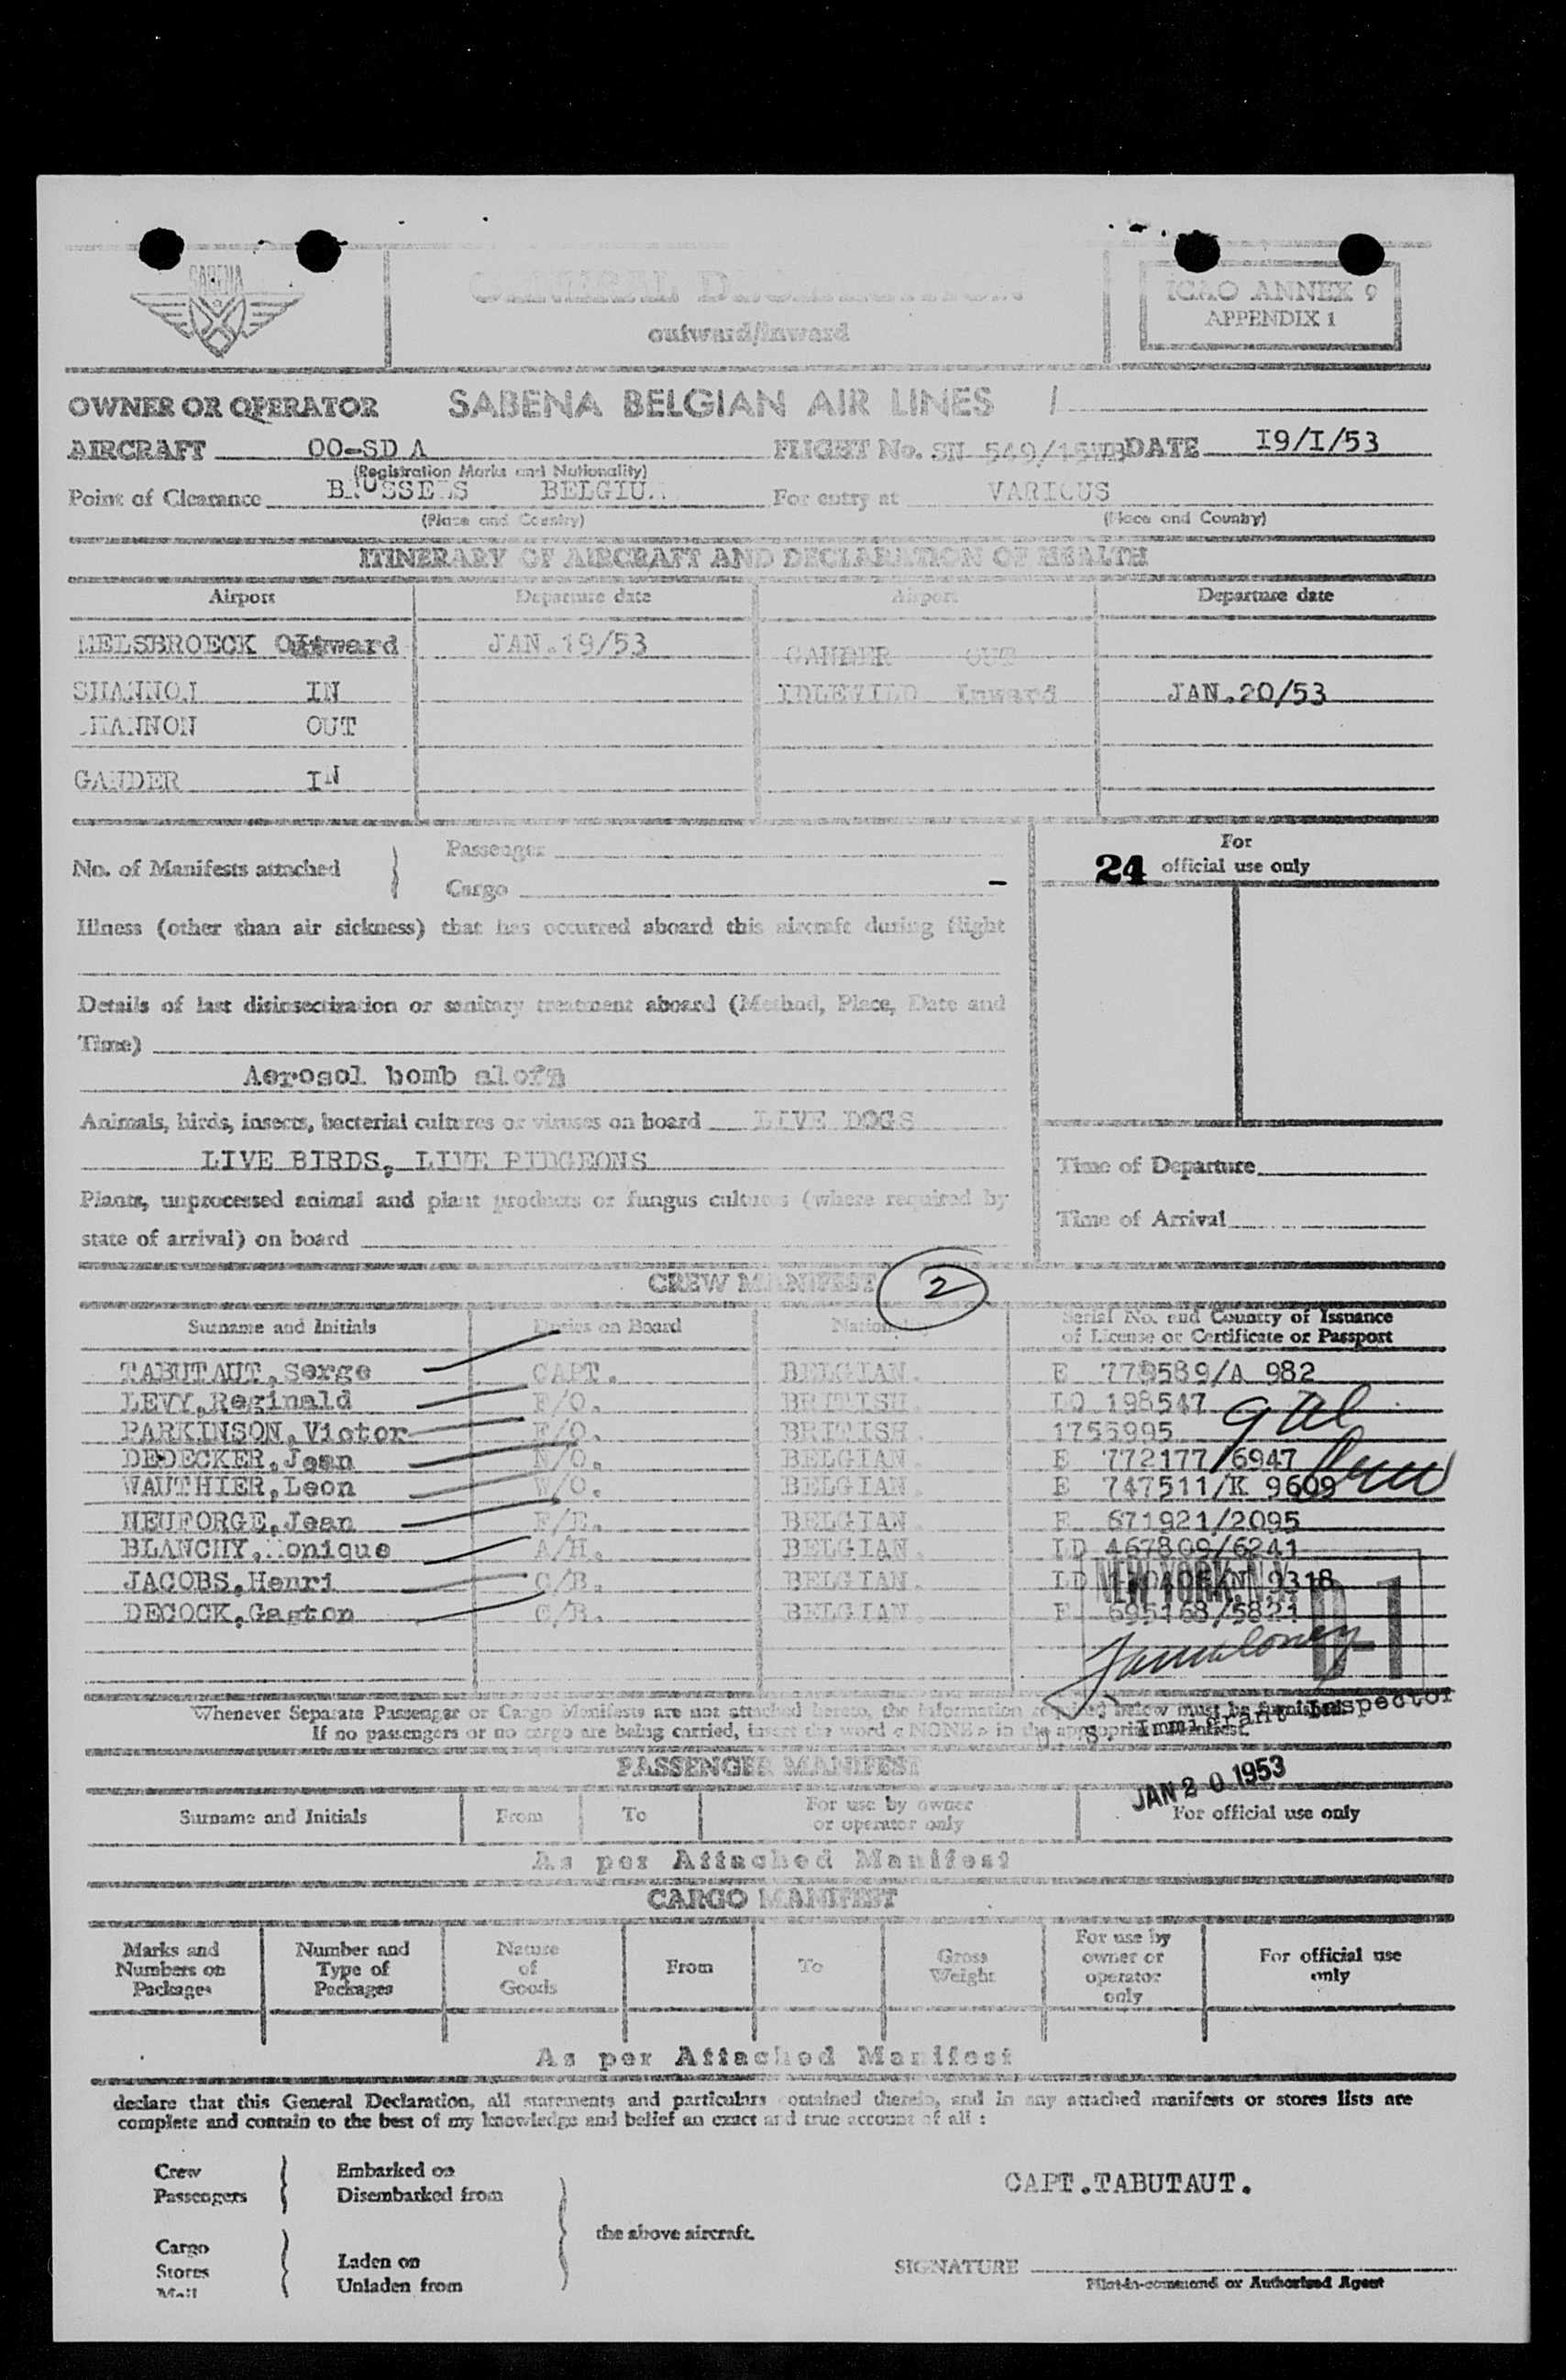 SABENA
GENERAL DECLARATION
outward/inward
ICAO ANNEX 9
APPENDIX 1
OWNER OR OPERATOR SABENA BELGIAN AIR LINES /
AIRCRAFT OO-SDA FLIGHT No. SN 549/ DATE I9/I/53
(Registration Marks and Nationality)
Point of Clearance BRUSSELS BELGIUM For entry at VARIOUS
(Place and Country) (Place and Country)
ITINERARY OF AIRCRAFT AND DECLARATION OF HEALTH
Airport Departure date Airport Departure date
MELSBROECK Outward JAN.19/53 GANDER OUT
SHANNON IN IDLEWILD Inward JAN.20/53
SHANNON OUT
GANDER IN
No. of Manifests attached
Passenger
Cargo -
24 For official use only
Illness (other than air sickness) that has occurred aboard this aircraft during flight
Details of last disinsectization or sanitary treatment aboard (Method, Place, Date and
Time)
Aerosol bomb aloft
Animals, birds, insects, bacterial cultures or viruses on board LIVE DOGS
LIVE BIRDS, LIVE PIDGEONS
Time of Departure
Plants, unprocessed animal and plant products or fungus cultures (where required by
state of arrival) on board
Time of Arrival
CREW MANIFEST 2
Surname and Initials Duties on Board Nationality Serial No. and Country of Issuance
of License or Certificate or Passport
TABUTAUT, Serge CAPT. BELGIAN. E 779589/A 982
LEVY, Reginald F/O. BRITISH. LO 198547
PARKINSON, Victor F/O. BRITISH. 1755995
DEDECKER, Jean N/O. BELGIAN. E 772177/6947
WAUTHIER, Leon W/O. BELGIAN. E 747511/K 9609
NEUFORGE, Jean F/E. BELGIAN. E 671921/2095
BLANCHY, Monique A/H. BELGIAN. LD 467809/6241
JACOBS, Henri C/B. BELGIAN. LD 9318
DECOCK, Gaston C/B. BELGIAN. F 695168/5821
NEW YORK, N.Y.
D-1
Whenever Separate Passenger or Cargo Manifests are not attached hereto, the information required below must be furnished.
If no passengers or no cargo are being carried, insert the word « NONE » in the appropriate Manifest.
U. S. Immigrant Inspector
PASSENGER MANIFEST
JAN 20 1953
Surname and Initials From To For use by owner or operator only For official use only
As per Attached Manifest
CARGO MANIFEST
Marks and Numbers on Packages Number and Type of Packages Nature of Goods From To Gross Weight For use by owner or operator only For official use only
As per Attached Manifest
declare that this General Declaration, all statements and particulars contained therein, and in any attached manifests or stores lists are
complete and contain to the best of my knowledge and belief an exact and true account of all :
Crew Embarked on
Passengers Disembarked from
CAPT.TABUTAUT.
the above aircraft.
Cargo
Stores Laden on
Mail Unladen from
SIGNATURE
Pilot-in-command or Authorised Agent